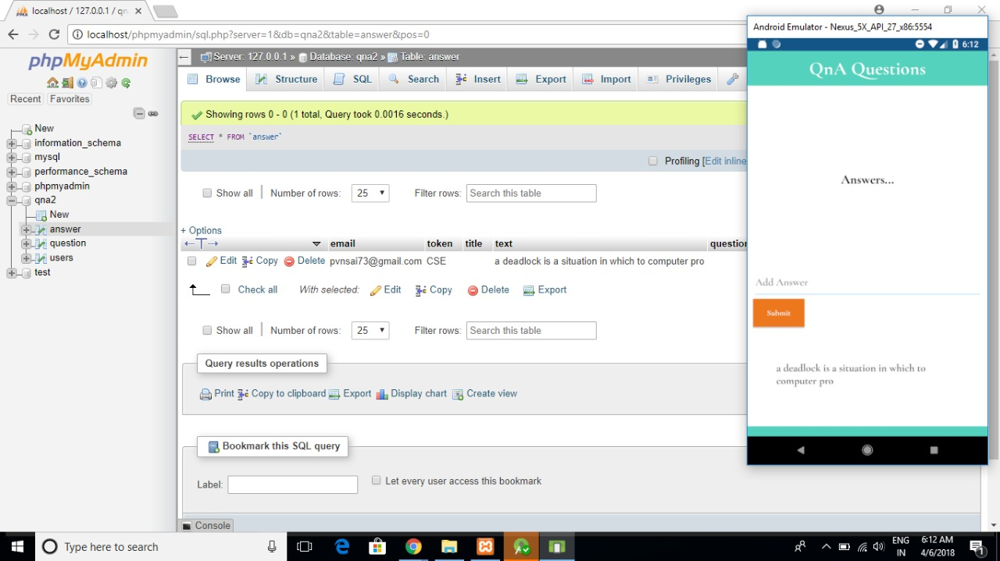 localhost / 127.0.0.1 / qn
localhost/phpmyadmin/sql.php?server=1&db=qna2&table=answer&pos=0
phpMyAdmin
Recent Favorites
New
information_schema
mysql
performance_schema
phpmyadmin
qna2
New
answer
question
users
test
Server: 127.0.0.1 » Database: qna2 » Table: answer
Browse Structure SQL Search Insert Export Import Privileges
Showing rows 0 - 0 (1 total, Query took 0.0016 seconds.)
SELECT * FROM `answer`
Profiling [Edit inline
Show all Number of rows: 25 Filter rows: Search this table
+ Options
email token title text question
Edit Copy Delete pvnsai73@gmail.com CSE a deadlock is a situation in which to computer pro
Check all With selected: Edit Copy Delete Export
Show all Number of rows: 25 Filter rows: Search this table
Query results operations
Print Copy to clipboard Export Display chart Create view
Bookmark this SQL query
Label: Let every user access this bookmark
Console
Android Emulator - Nexus_5X_API_27_x86:5554
6:12
QnA Questions
Answers...
Add Answer
Submit
a deadlock is a situation in which to
computer pro
Type here to search
ENG
IN
6:12 AM
4/6/2018
1